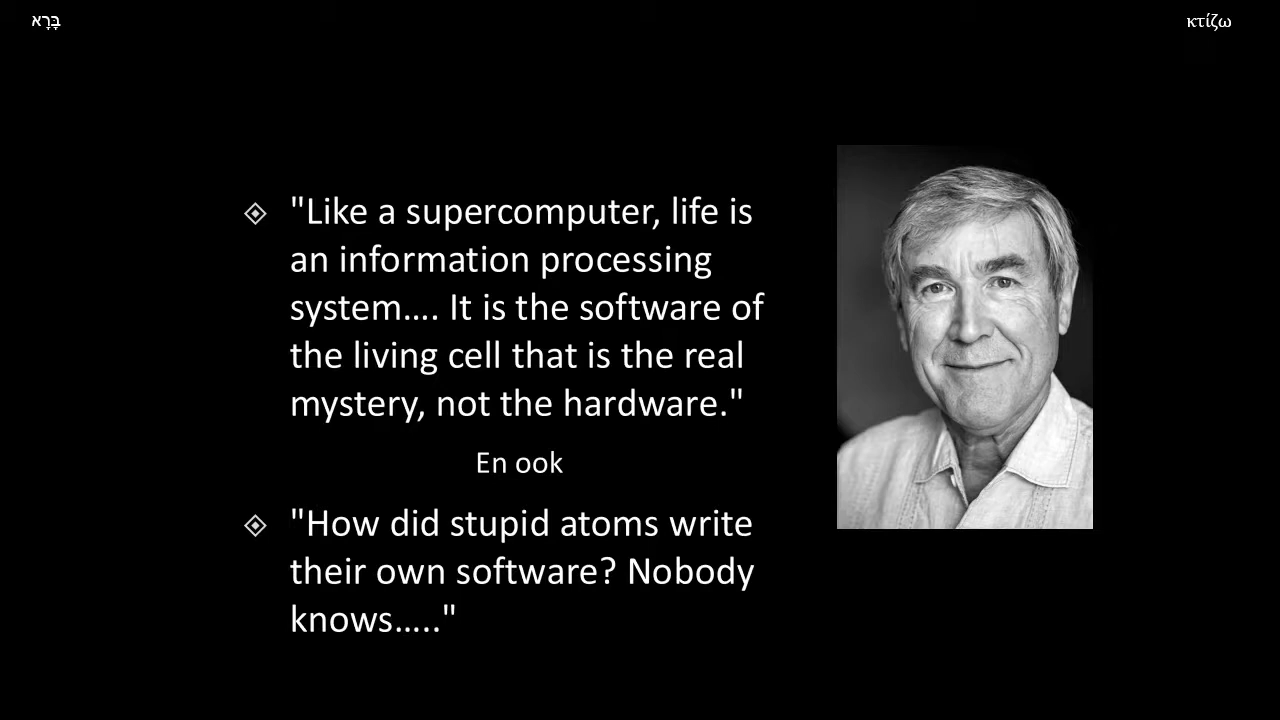 בָּרָא
κτίζω
"Like a supercomputer, life is
an information processing
system.... It is the software of
the living cell that is the real
mystery, not the hardware."
En ook
"How did stupid atoms write
their own software? Nobody
knows....."